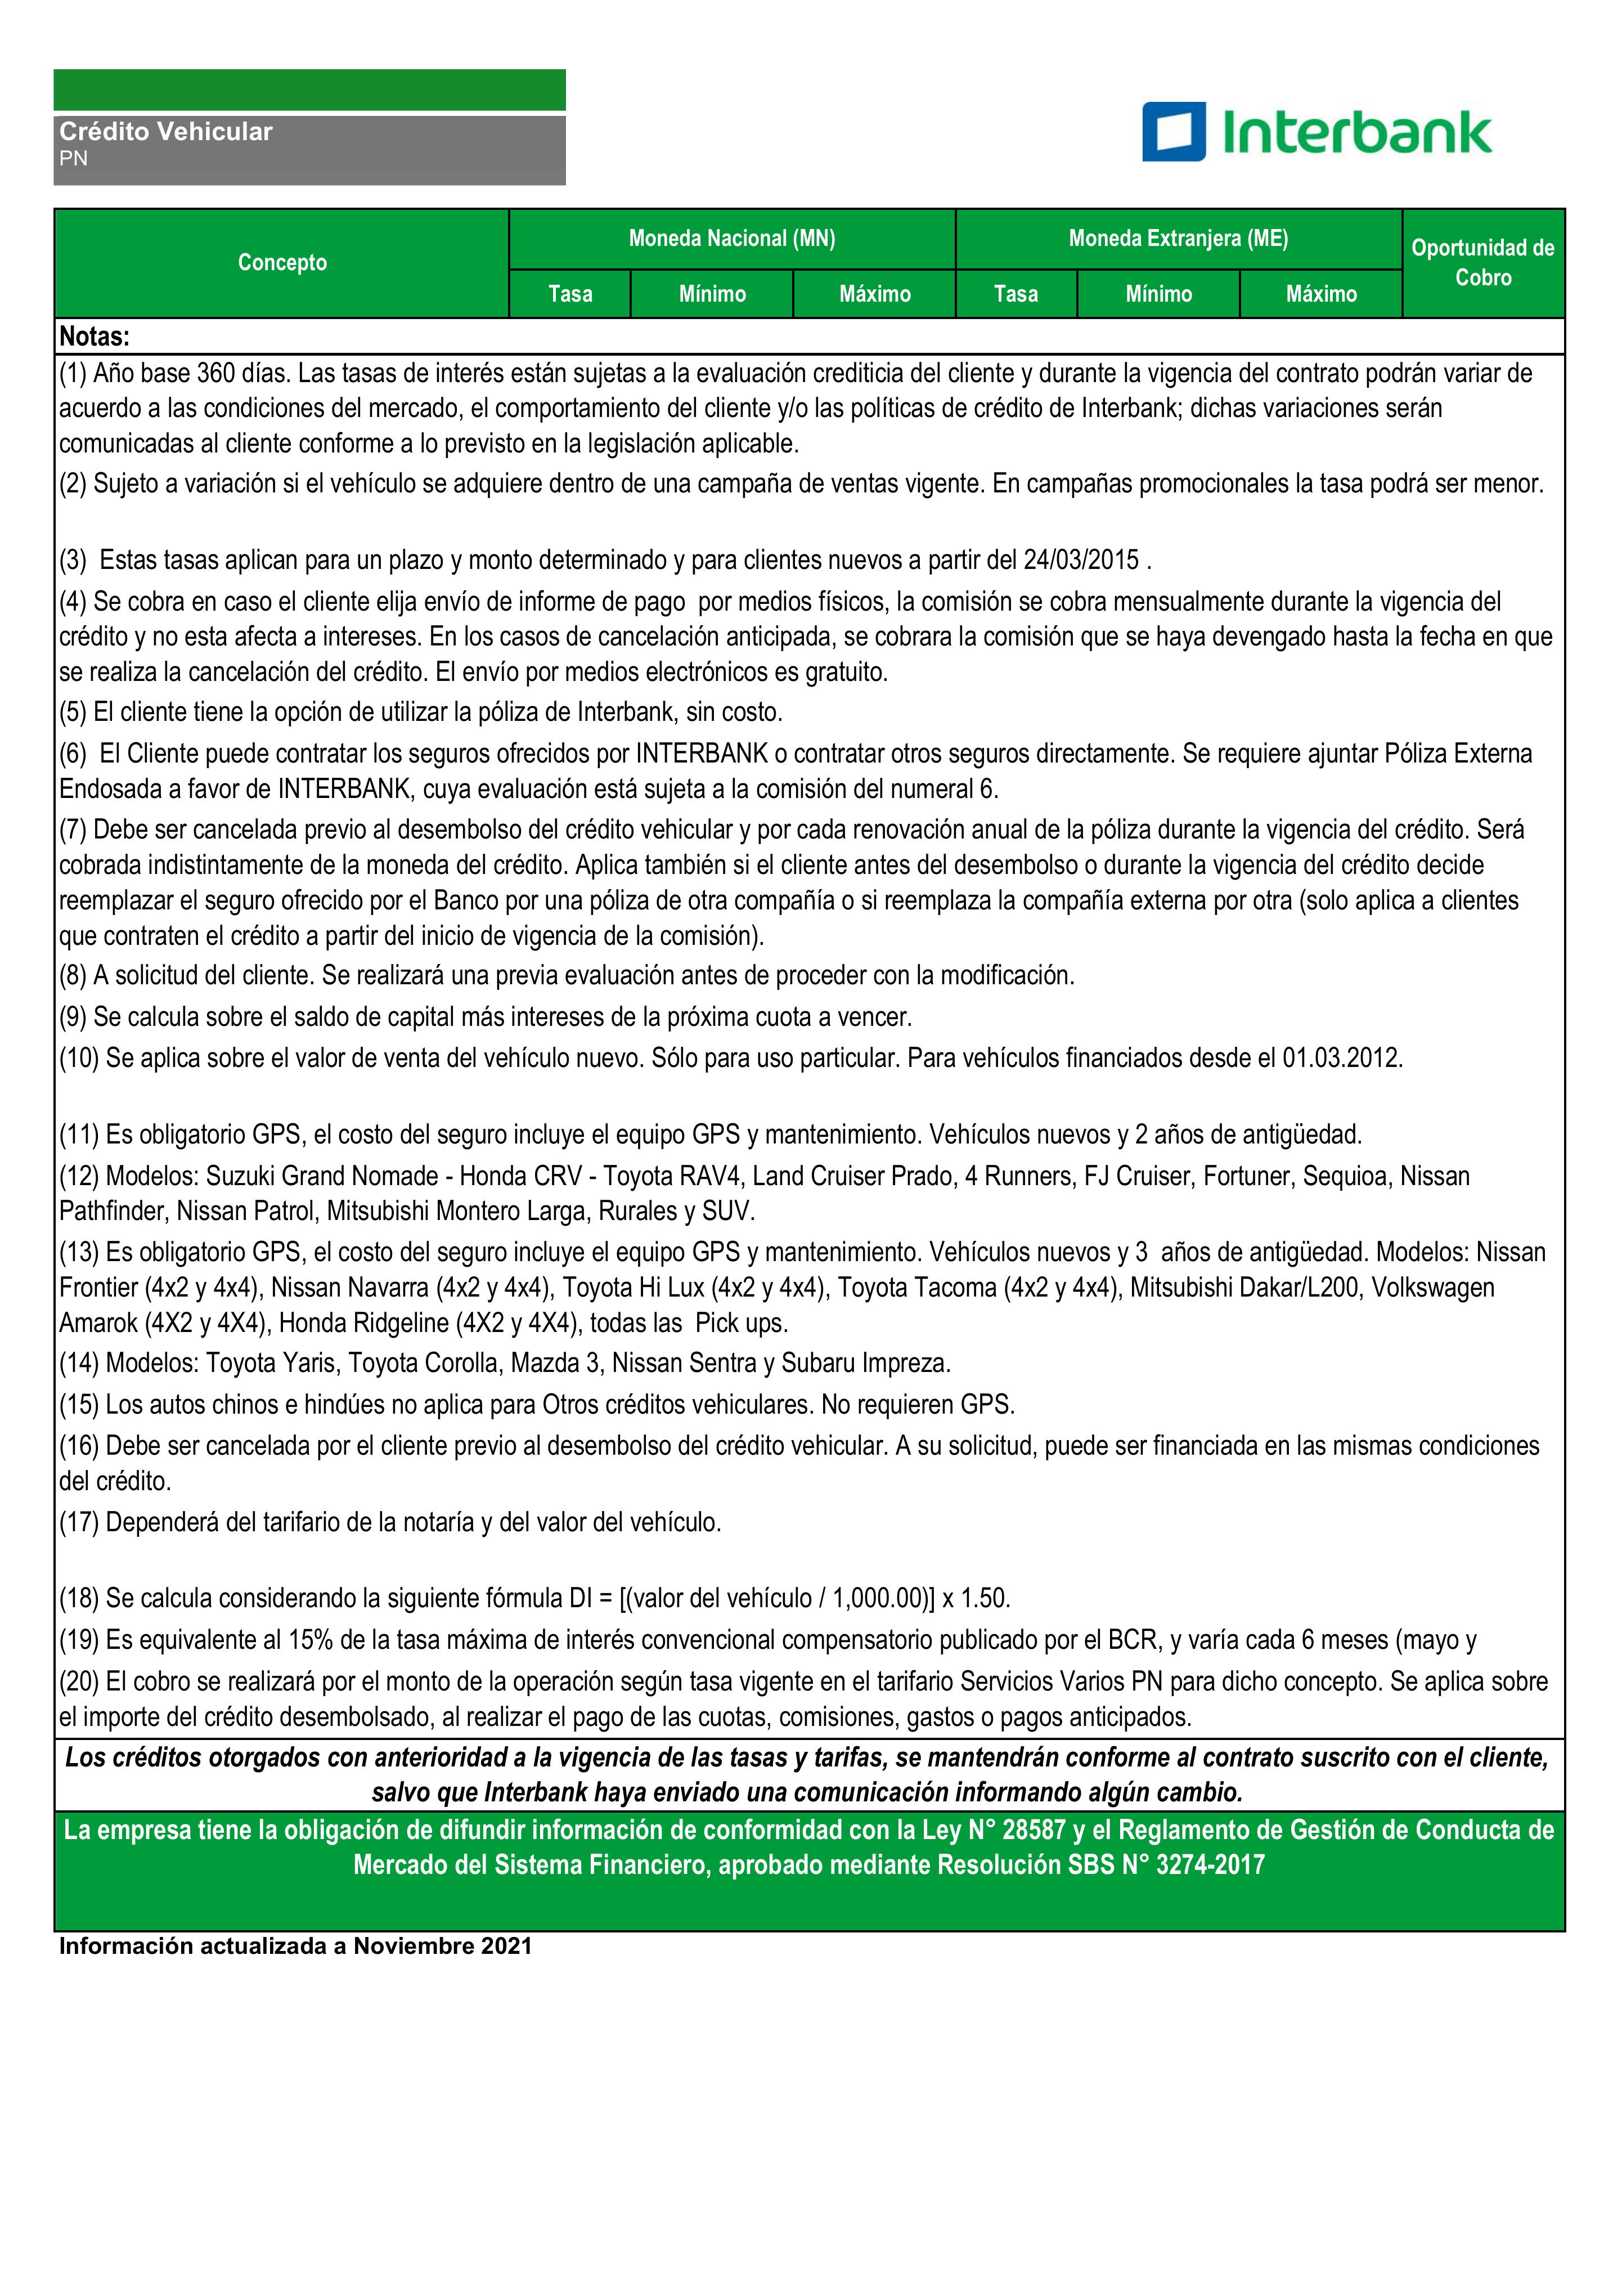 Crédito Vehicular
PN
Interbank
Concepto
Moneda Nacional (MN)
Moneda Extranjera (ME)
Oportunidad de
Cobro
Tasa
Mínimo
Máximo
Tasa
Mínimo
Máximo
Notas:
(1) Año base 360 días. Las tasas de interés están sujetas a la evaluación crediticia del cliente y durante la vigencia del contrato podrán variar de
acuerdo a las condiciones del mercado, el comportamiento del cliente y/o las políticas de crédito de Interbank; dichas variaciones serán
comunicadas al cliente conforme a lo previsto en la legislación aplicable.
(2) Sujeto a variación si el vehículo se adquiere dentro de una campaña de ventas vigente. En campañas promocionales la tasa podrá ser menor.
(3)  Estas tasas aplican para un plazo y monto determinado y para clientes nuevos a partir del 24/03/2015 .
(4) Se cobra en caso el cliente elija envío de informe de pago  por medios físicos, la comisión se cobra mensualmente durante la vigencia del
crédito y no esta afecta a intereses. En los casos de cancelación anticipada, se cobrara la comisión que se haya devengado hasta la fecha en que
se realiza la cancelación del crédito. El envío por medios electrónicos es gratuito.
(5) El cliente tiene la opción de utilizar la póliza de Interbank, sin costo.
(6)  El Cliente puede contratar los seguros ofrecidos por INTERBANK o contratar otros seguros directamente. Se requiere ajuntar Póliza Externa
Endosada a favor de INTERBANK, cuya evaluación está sujeta a la comisión del numeral 6.
(7) Debe ser cancelada previo al desembolso del crédito vehicular y por cada renovación anual de la póliza durante la vigencia del crédito. Será
cobrada indistintamente de la moneda del crédito. Aplica también si el cliente antes del desembolso o durante la vigencia del crédito decide
reemplazar el seguro ofrecido por el Banco por una póliza de otra compañía o si reemplaza la compañía externa por otra (solo aplica a clientes
que contraten el crédito a partir del inicio de vigencia de la comisión).
(8) A solicitud del cliente. Se realizará una previa evaluación antes de proceder con la modificación.
(9) Se calcula sobre el saldo de capital más intereses de la próxima cuota a vencer.
(10) Se aplica sobre el valor de venta del vehículo nuevo. Sólo para uso particular. Para vehículos financiados desde el 01.03.2012.
(11) Es obligatorio GPS, el costo del seguro incluye el equipo GPS y mantenimiento. Vehículos nuevos y 2 años de antigüedad.
(12) Modelos: Suzuki Grand Nomade - Honda CRV - Toyota RAV4, Land Cruiser Prado, 4 Runners, FJ Cruiser, Fortuner, Sequioa, Nissan
Pathfinder, Nissan Patrol, Mitsubishi Montero Larga, Rurales y SUV.
(13) Es obligatorio GPS, el costo del seguro incluye el equipo GPS y mantenimiento. Vehículos nuevos y 3  años de antigüedad. Modelos: Nissan
Frontier (4x2 y 4x4), Nissan Navarra (4x2 y 4x4), Toyota Hi Lux (4x2 y 4x4), Toyota Tacoma (4x2 y 4x4), Mitsubishi Dakar/L200, Volkswagen
Amarok (4X2 y 4X4), Honda Ridgeline (4X2 y 4X4), todas las  Pick ups.
(14) Modelos: Toyota Yaris, Toyota Corolla, Mazda 3, Nissan Sentra y Subaru Impreza.
(15) Los autos chinos e hindúes no aplica para Otros créditos vehiculares. No requieren GPS.
(16) Debe ser cancelada por el cliente previo al desembolso del crédito vehicular. A su solicitud, puede ser financiada en las mismas condiciones
del crédito.
(17) Dependerá del tarifario de la notaría y del valor del vehículo.
(18) Se calcula considerando la siguiente fórmula DI = [(valor del vehículo / 1,000.00)] x 1.50.
(19) Es equivalente al 15% de la tasa máxima de interés convencional compensatorio publicado por el BCR, y varía cada 6 meses (mayo y
(20) El cobro se realizará por el monto de la operación según tasa vigente en el tarifario Servicios Varios PN para dicho concepto. Se aplica sobre
el importe del crédito desembolsado, al realizar el pago de las cuotas, comisiones, gastos o pagos anticipados.
Los créditos otorgados con anterioridad a la vigencia de las tasas y tarifas, se mantendrán conforme al contrato suscrito con el cliente,
salvo que Interbank haya enviado una comunicación informando algún cambio.
La empresa tiene la obligación de difundir información de conformidad con la Ley N° 28587 y el Reglamento de Gestión de Conducta de
Mercado del Sistema Financiero, aprobado mediante Resolución SBS N° 3274-2017
Información actualizada a Noviembre 2021